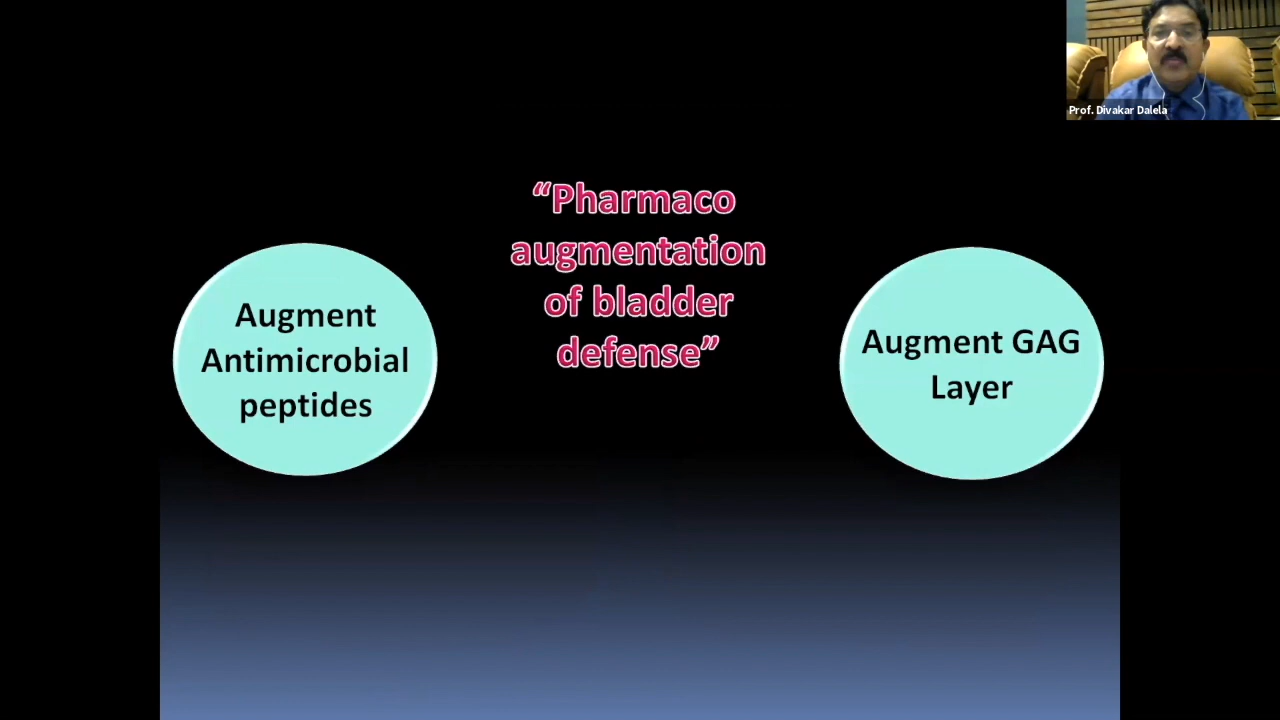 Prof. Divakar Dalela
“Pharmaco
augmentation
of bladder
defense”
Augment
Antimicrobial
peptides
Augment GAG
Layer